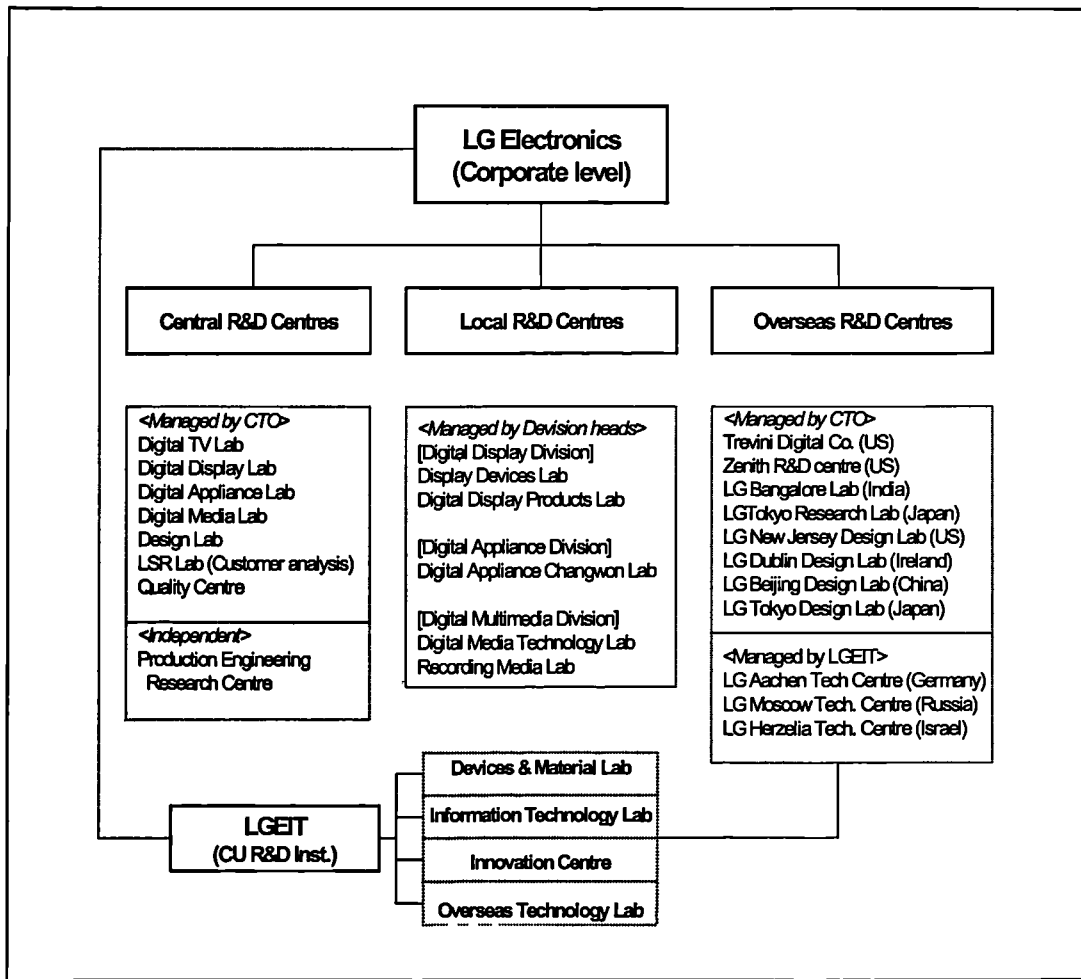 LG Electronics
(Corporate level)
Central R&D Centres
Local R&D Centres
Overseas R&D Centres
<Managed by CTO>
Digital TV Lab
Digital Display Lab
Digital Appliance Lab
Digital Media Lab
Design Lab
LSR Lab (Customer analysis)
Quality Centre
<Independent>
Production Engineering
Research Centre
<Managed by Devision heads>
[Digital Display Division]
Display Devices Lab
Digital Display Products Lab
[Digital Appliance Division]
Digital Appliance Changwon Lab
[Digital Multimedia Division]
Digital Media Technology Lab
Recording Media Lab
<Managed by CTO>
Trevini Digital Co. (US)
Zenith R&D centre (US)
LG Bangalore Lab (India)
LGTokyo Research Lab (Japan)
LG New Jersey Design Lab (US)
LG Dublin Design Lab (Ireland)
LG Beijing Design Lab (China)
LG Tokyo Design Lab (Japan)
<Managed by LGEIT>
LG Aachen Tech Centre (Germany)
LG Moscow Tech. Centre (Russia)
LG Herzelia Tech. Centre (Israel)
LGEIT
(CU R&D Inst.)
Devices & Material Lab
Information Technology Lab
Innovation Centre
Overseas Technology Lab